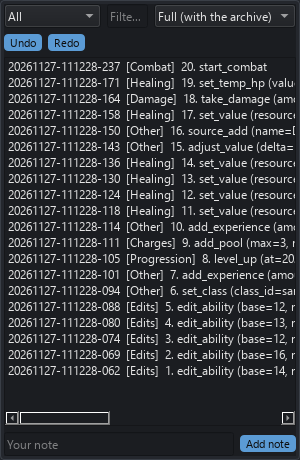 All Filte... Full (with the archive)
Undo Redo
20261127-111228-237 [Combat] 20. start_combat
20261127-111228-171 [Healing] 19. set_temp_hp (valu
20261127-111228-164 [Damage] 18. take_damage (am
20261127-111228-158 [Healing] 17. set_value (resour
20261127-111228-150 [Other] 16. source_add (name=D
20261127-111228-143 [Other] 15. adjust_value (delta=
20261127-111228-136 [Healing] 14. set_value (resour
20261127-111228-130 [Healing] 13. set_value (resour
20261127-111228-124 [Healing] 12. set_value (resour
20261127-111228-118 [Healing] 11. set_value (resour
20261127-111228-114 [Other] 10. add_experience (amo
20261127-111228-111 [Charges] 9. add_pool (max=3, r
20261127-111228-105 [Progression] 8. level_up (at=20
20261127-111228-101 [Other] 7. add_experience (amou
20261127-111228-094 [Other] 6. set_class (class_id=sa
20261127-111228-088 [Edits] 5. edit_ability (base=12, r
20261127-111228-080 [Edits] 4. edit_ability (base=13, r
20261127-111228-074 [Edits] 3. edit_ability (base=12, r
20261127-111228-069 [Edits] 2. edit_ability (base=16, r
20261127-111228-062 [Edits] 1. edit_ability (base=14, r
Your note Add note